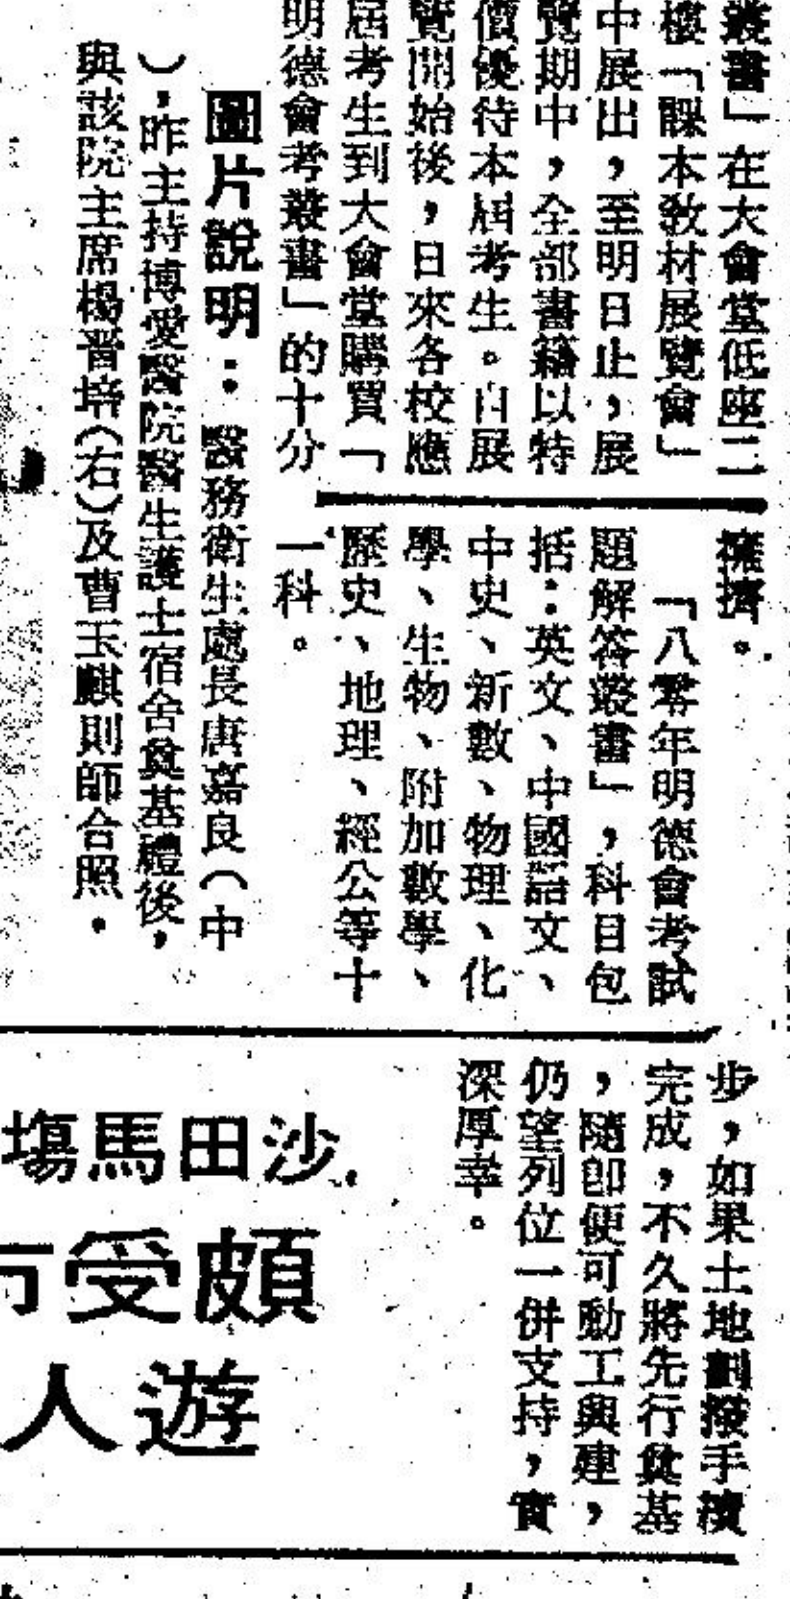 叢書」在大會堂低座二
樓「課本教材展覽會」
中展出，至明日止，展
覽期中，全部書籍以特
價優待本屆考生。自展
覽開始後，日來各校應
屆考生到大會堂購買「
明德會考叢書」的十分
擁擠。
「八零年明德會考試
題解答叢書」，科目包
括：英文、中國語文、
中史、新數、物理、化
學、生物、附加數學、
歷史、地理、經公等十
一科。
圖片說明：醫務衛生處長唐嘉良（中
），昨主持博愛醫院醫生護士宿舍奠基禮後，
與該院主席楊晋培（右）及曹玉麒則師合照，
步，如果土地劃撥手續
完成，不久將先行奠基
，隨即便可動工興建，
仍望列位一併支持，實
深厚幸。
沙田馬塲
頗受市
遊人